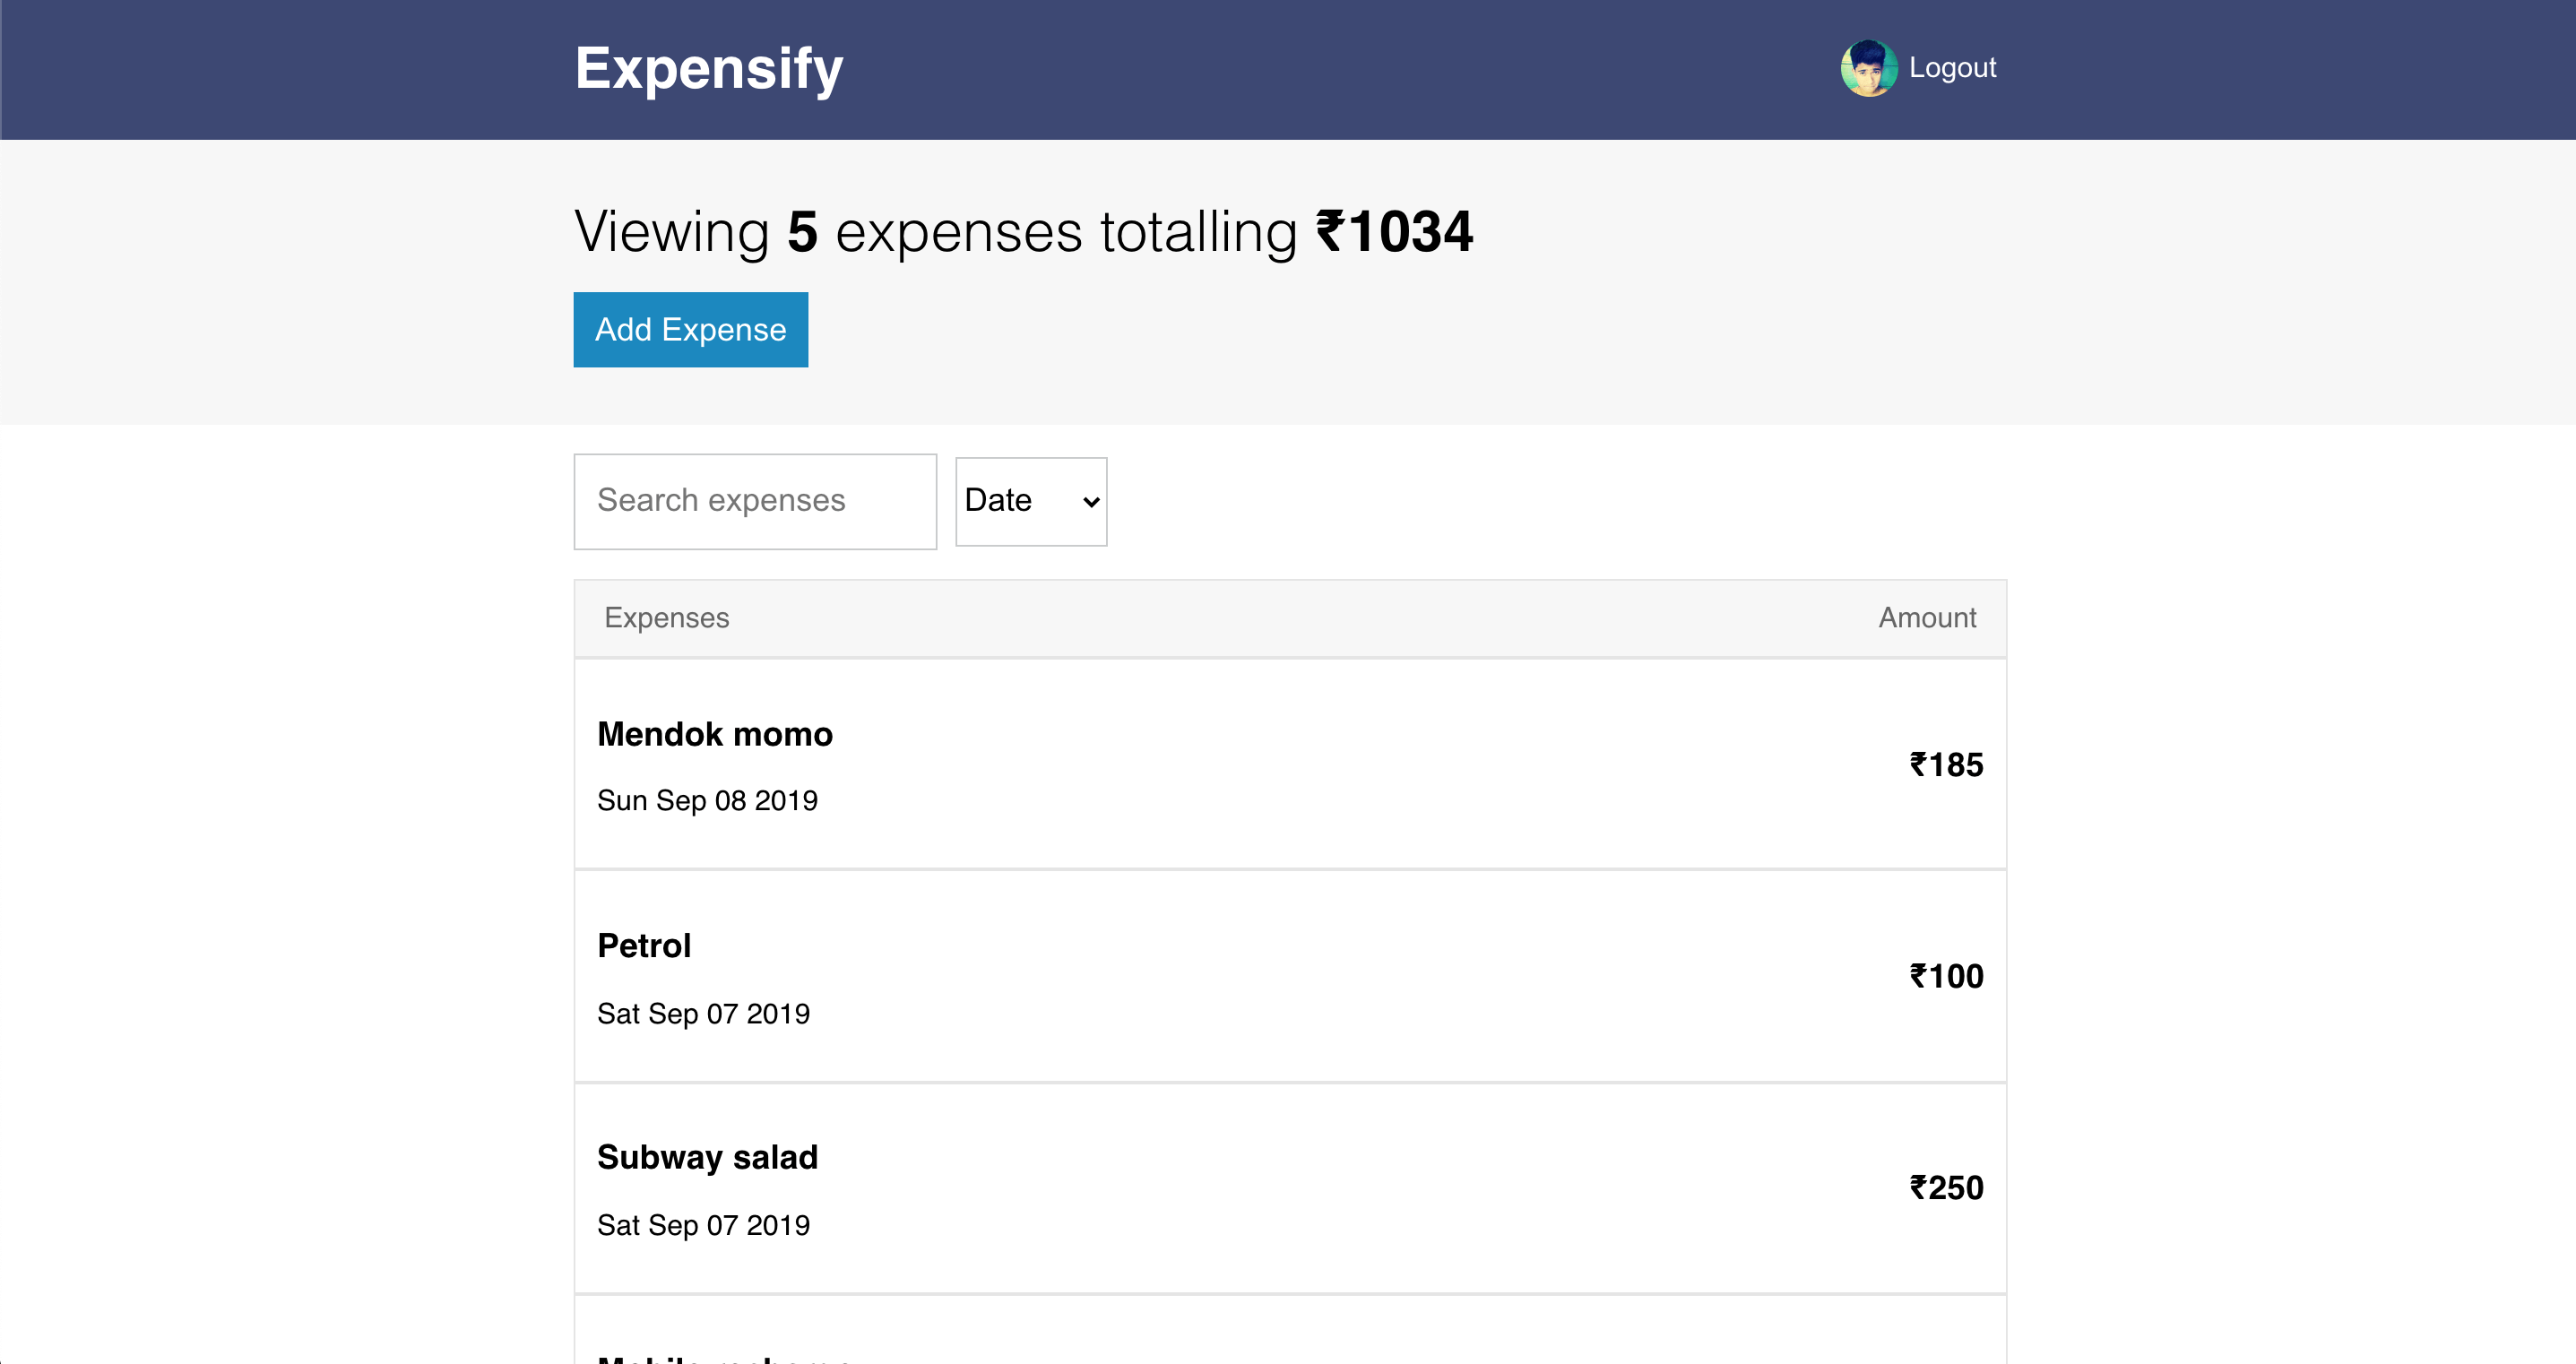 Expensify
Logout
Viewing 5 expenses totalling ₹1034
Add Expense
Search expenses
Date
Expenses Amount
Mendok momo
₹185
Sun Sep 08 2019
Petrol
₹100
Sat Sep 07 2019
Subway salad
₹250
Sat Sep 07 2019